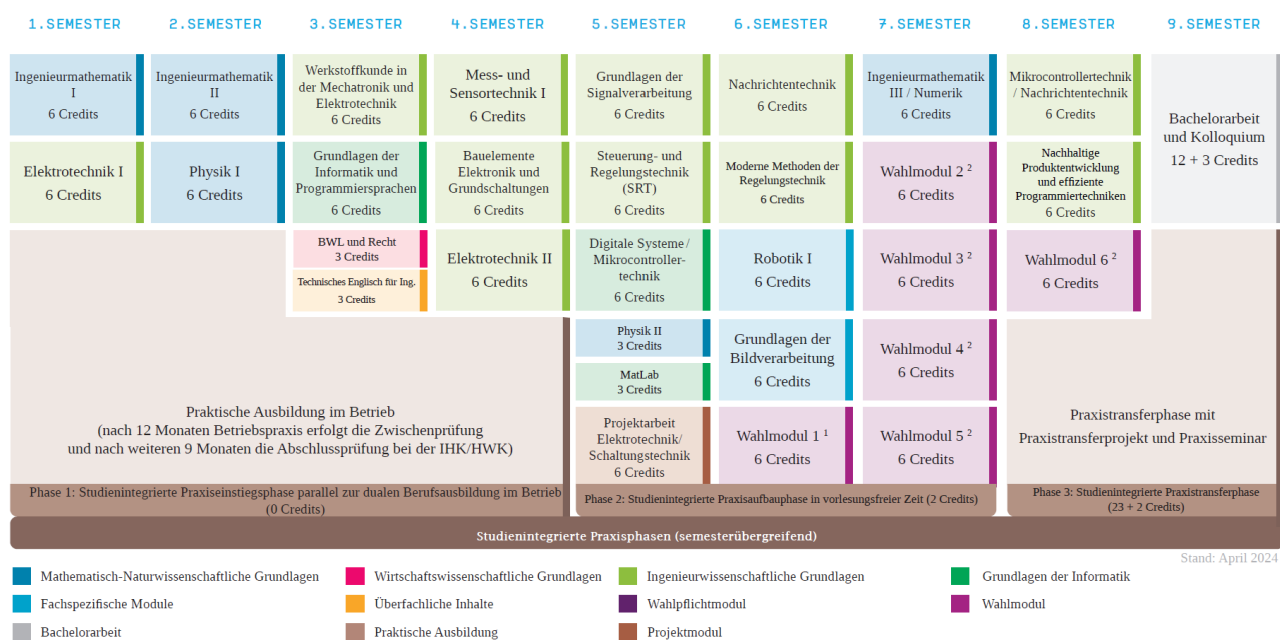 1.SEMESTER
2.SEMESTER
3.SEMESTER
4.SEMESTER
5.SEMESTER
6.SEMESTER
7.SEMESTER
8.SEMESTER
9.SEMESTER
Ingenieurmathematik
I
6 Credits
Ingenieurmathematik
II
6 Credits
Werkstoffkunde in
der Mechatronik und
Elektrotechnik
6 Credits
Mess- und
Sensortechnik I
6 Credits
Grundlagen der
Signalverarbeitung
6 Credits
Nachrichtentechnik
6 Credits
Ingenieurmathematik
III / Numerik
6 Credits
Mikrocontrollertechnik
/ Nachrichtentechnik
6 Credits
Bachelorarbeit
und Kolloquium
12 + 3 Credits
Elektrotechnik I
6 Credits
Physik I
6 Credits
Grundlagen der
Informatik und
Programmiersprachen
6 Credits
Bauelemente
Elektronik und
Grundschaltungen
6 Credits
Steuerung- und
Regelungstechnik
(SRT)
6 Credits
Moderne Methoden der
Regelungstechnik
6 Credits
Wahlmodul 2 ²
6 Credits
Nachhaltige
Produktentwicklung
und effiziente
Programmiertechniken
6 Credits
BWL und Recht
3 Credits
Technisches Englisch für Ing.
3 Credits
Elektrotechnik II
6 Credits
Digitale Systeme /
Mikrocontroller-
technik
6 Credits
Robotik I
6 Credits
Wahlmodul 3 ²
6 Credits
Wahlmodul 6 ²
6 Credits
Physik II
3 Credits
MatLab
3 Credits
Grundlagen der
Bildverarbeitung
6 Credits
Wahlmodul 4 ²
6 Credits
Praktische Ausbildung im Betrieb
(nach 12 Monaten Betriebspraxis erfolgt die Zwischenprüfung
und nach weiteren 9 Monaten die Abschlussprüfung bei der IHK/HWK)
Projektarbeit
Elektrotechnik/
Schaltungstechnik
6 Credits
Wahlmodul 1 ¹
6 Credits
Wahlmodul 5 ²
6 Credits
Praxistransferphase mit
Praxistransferprojekt und Praxisseminar
Phase 1: Studienintegrierte Praxiseinstiegsphase parallel zur dualen Berufsausbildung im Betrieb
(0 Credits)
Phase 2: Studienintegrierte Praxisaufbauphase in vorlesungsfreier Zeit (2 Credits)
Phase 3: Studienintegrierte Praxistransferphase
(23 + 2 Credits)
Studienintegrierte Praxisphasen (semesterübergreifend)
Stand: April 2024
Mathematisch-Naturwissenschaftliche Grundlagen
Wirtschaftswissenschaftliche Grundlagen
Ingenieurwissenschaftliche Grundlagen
Grundlagen der Informatik
Fachspezifische Module
Überfachliche Inhalte
Wahlpflichtmodul
Wahlmodul
Bachelorarbeit
Praktische Ausbildung
Projektmodul